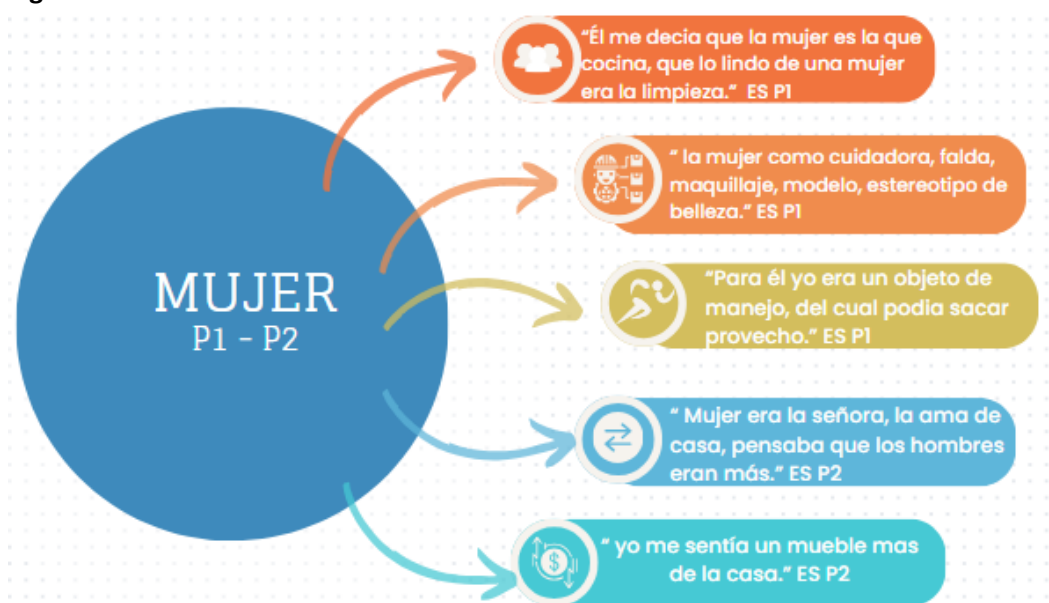 MUJER
P1 - P2
“Él me decia que la mujer es la que
cocina, que lo lindo de una mujer
era la limpieza.” ES P1
“ la mujer como cuidadora, falda,
maquillaje, modelo, estereotipo de
belleza.” ES P1
“Para él yo era un objeto de
manejo, del cual podia sacar
provecho.” ES P1
“ Mujer era la señora, la ama de
casa, pensaba que los hombres
eran más.” ES P2
“ yo me sentía un mueble mas
de la casa.” ES P2
$